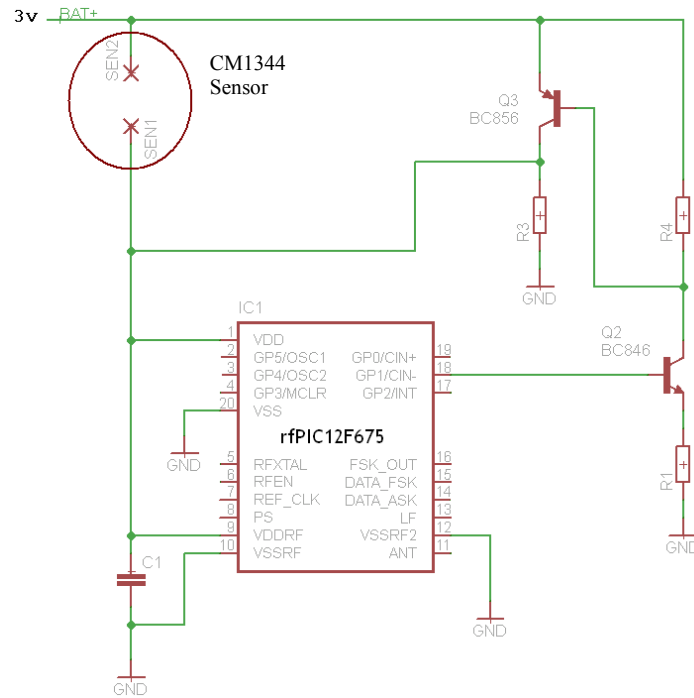 3v
BAT+
SEN2
SEN1
CM1344
Sensor
Q3
BC856
R3
GND
R4
Q2
BC846
R1
GND
IC1
1 VDD
2 GP5/OSC1
3 GP4/OSC2
4 GP3/MCLR
20 VSS
GP0/CIN+ 19
GP1/CIN- 18
GP2/INT 17
GND
rfPIC12F675
5 RFXTAL
6 RFEN
7 REF_CLK
8 PS
9 VDDRF
10 VSSRF
FSK_OUT 16
DATA_FSK 15
DATA_ASK 14
LF 13
VSSRF2 12
ANT 11
C1
GND
GND